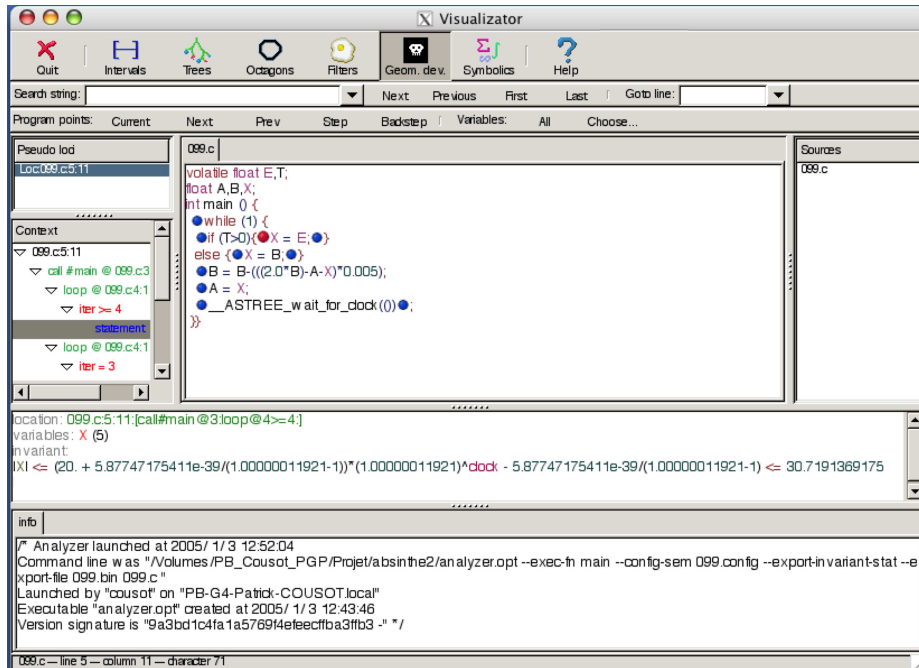 Visualizator
Quit Intervals Trees Octagons Filters Geom. dev. Symbolics Help
Search string: Next Previous First Last Goto line:
Program points: Current Next Prev Step Backstep Variables: All Choose...
Pseudo loci
Loc:099.c:5:11
Context
099.c:5:11
call #main @ 099.c:3
loop @ 099.c:4:1
iter >= 4
statement
loop @ 099.c:4:1
iter = 3
099.c
volatile float E,T;
float A,B,X;
int main () {
while (1) {
if (T>0){X = E;}
else {X = B;}
B = B-(((2.0*B)-A-X)*0.005);
A = X;
__ASTREE_wait_for_clock(());
}}
Sources
099.c
location: 099.c:5:11:[call#main@3:loop@4>=4:]
variables: X (5)
invariant:
|X| <= (20. + 5.87747175411e-39/(1.00000011921-1))*(1.00000011921)^clock - 5.87747175411e-39/(1.00000011921-1) <= 30.7191369175
info
/* Analyzer launched at 2005/ 1/ 3 12:52:04
Command line was "/Volumes/PB_Cousot_PGP/Projet/absinthe2/analyzer.opt --exec-fn main --config-sem 099.config --export-invariant-stat --e
xport-file 099.bin 099.c "
Launched by "cousot" on "PB-G4-Patrick-COUSOT.local"
Executable "analyzer.opt" created at 2005/ 1/ 3 12:43:46
Version signature is "9a3bd1c4fa1a5769f4efeecffba3ffb3 -" */
099.c — line 5 — column 11 — character 71